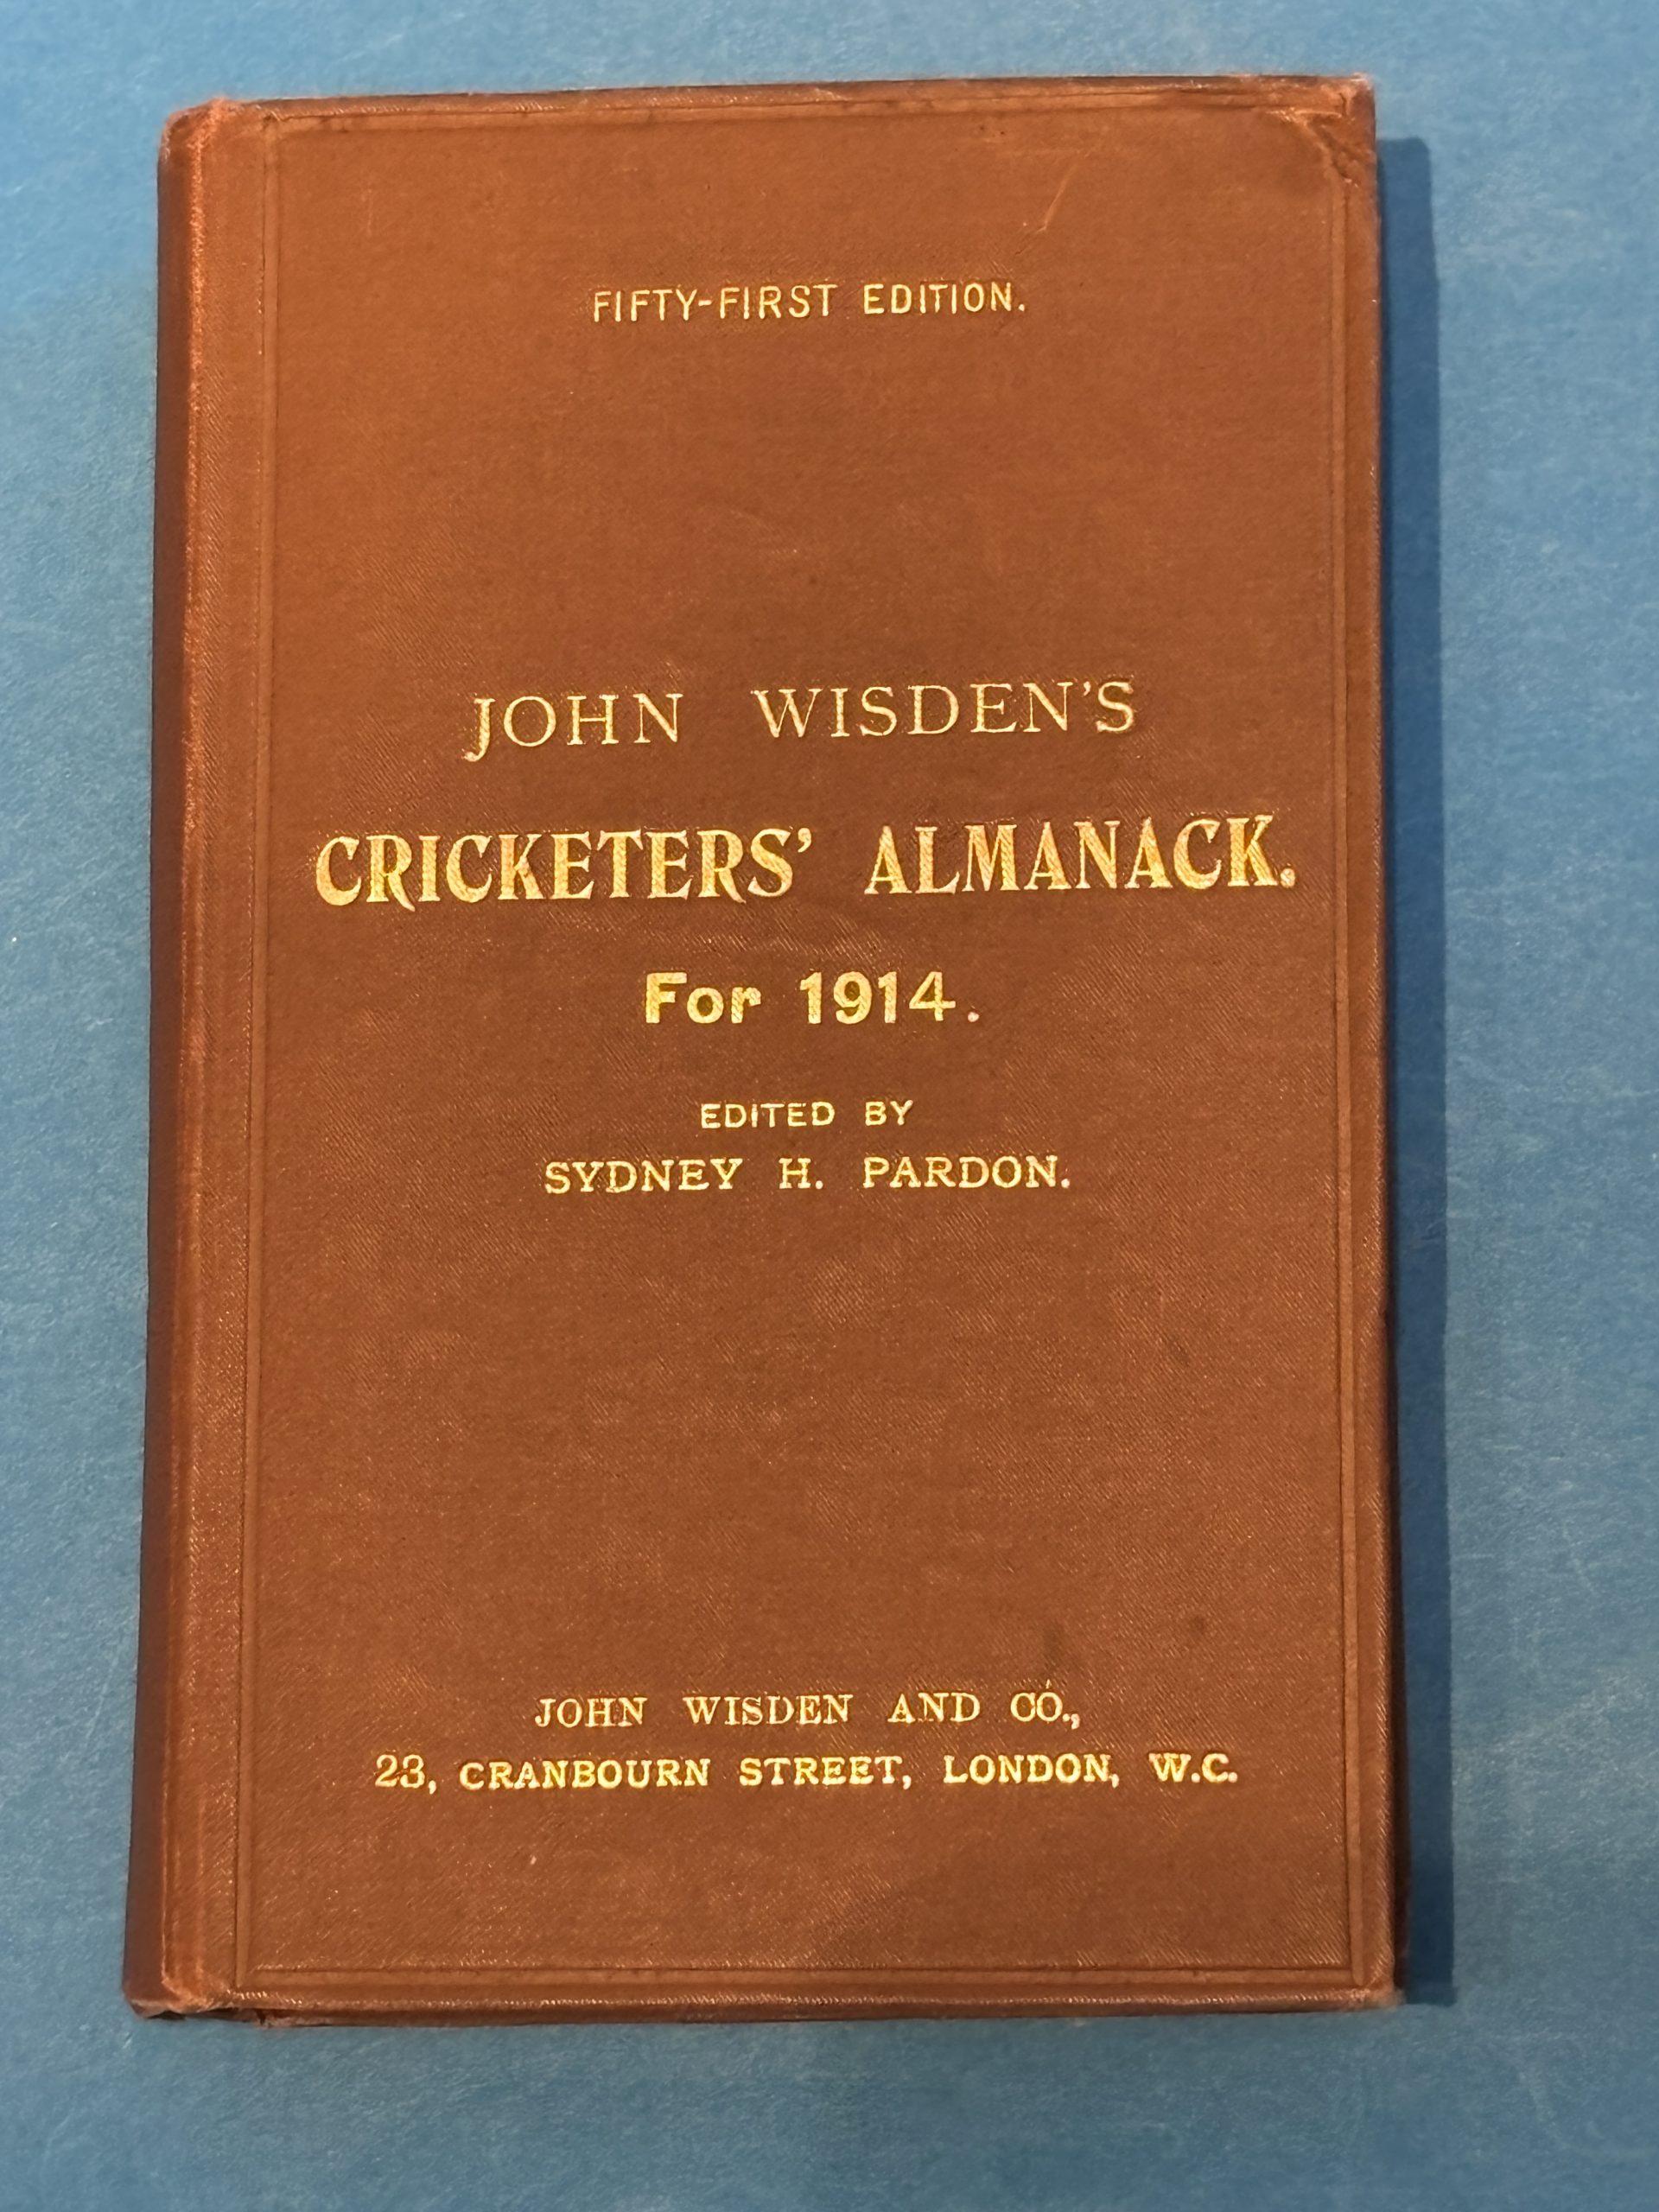 FIFTY-FIRST EDITION.
JOHN WISDEN'S
CRICKETERS' ALMANACK.
For 1914.
EDITED BY
SYDNEY H. PARDON.
JOHN WISDEN AND CO.,
23, CRANBOURN STREET, LONDON, W.C.